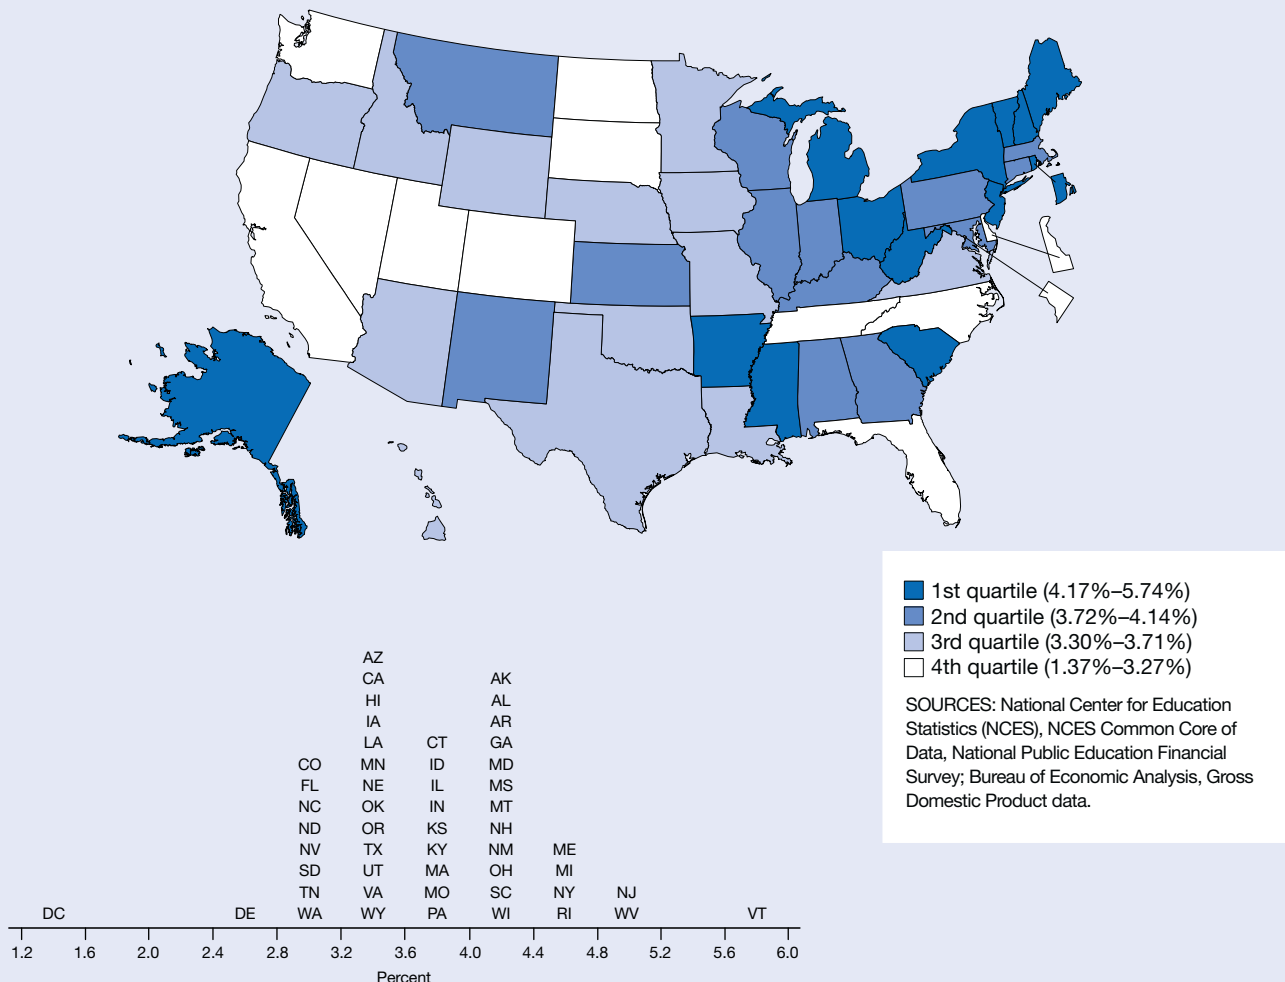 1st quartile (4.17%–5.74%)
2nd quartile (3.72%–4.14%)
3rd quartile (3.30%–3.71%)
4th quartile (1.37%–3.27%)
SOURCES: National Center for Education
Statistics (NCES), NCES Common Core of
Data, National Public Education Financial
Survey; Bureau of Economic Analysis, Gross
Domestic Product data.
AZ
CA AK
HI AL
IA AR
LA CT GA
CO MN ID MD
FL NE IL MS
NC OK IN MT
ND OR KS NH
NV TX KY NM ME
SD UT MA OH MI
TN VA MO SC NY NJ
DC DE WA WY PA WI RI WV VT
1.2 1.6 2.0 2.4 2.8 3.2 3.6 4.0 4.4 4.8 5.2 5.6 6.0
Percent